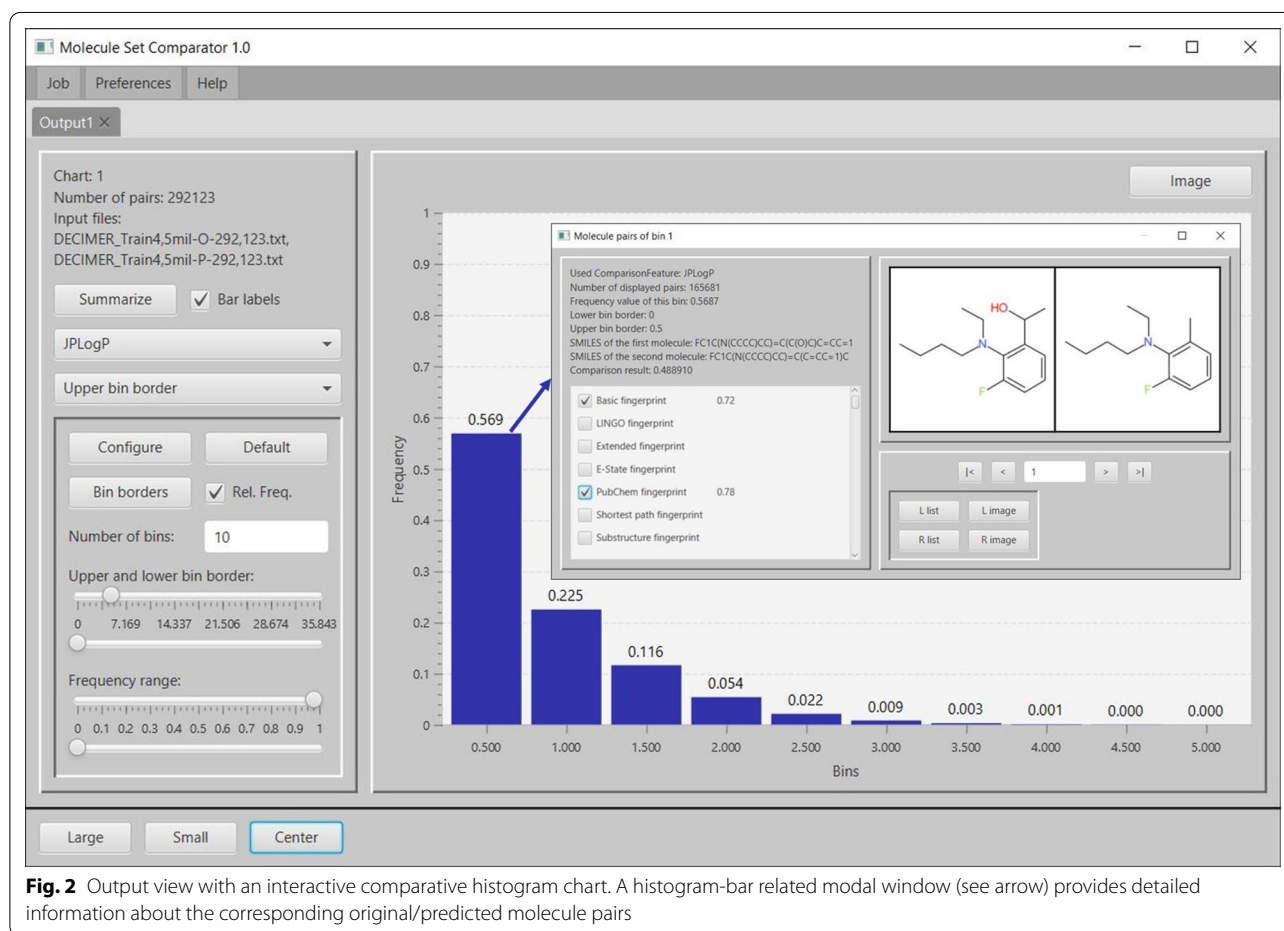 Molecule Set Comparator 1.0
Job Preferences Help
Output1
Chart: 1
Number of pairs: 292123
Input files:
DECIMER_Train4,5mil-O-292,123.txt,
DECIMER_Train4,5mil-P-292,123.txt
Summarize Bar labels
JPLogP
Upper bin border
Configure Default
Bin borders Rel. Freq.
Number of bins: 10
Upper and lower bin border:
0 7.169 14.337 21.506 28.674 35.843
Frequency range:
0 0.1 0.2 0.3 0.4 0.5 0.6 0.7 0.8 0.9 1
Image
1
0.9
0.8
0.7
0.6
0.5
0.4
0.3
0.2
0.1
0
Frequency
0.569
0.225
0.116
0.054
0.022
0.009
0.003
0.001
0.000
0.000
0.500 1.000 1.500 2.000 2.500 3.000 3.500 4.000 4.500 5.000
Bins
Molecule pairs of bin 1
Used ComparisonFeature: JPLogP
Number of displayed pairs: 165681
Frequency value of this bin: 0.5687
Lower bin border: 0
Upper bin border: 0.5
SMILES of the first molecule: FC1C(N(CCCC)CC)=C(C(O)C)C=CC=1
SMILES of the second molecule: FC1C(N(CCCC)CC)=C(C=CC=1)C
Comparison result: 0.488910
Basic fingerprint 0.72
LINGO fingerprint
Extended fingerprint
E-State fingerprint
PubChem fingerprint 0.78
Shortest path fingerprint
Substructure fingerprint
HO
N
F
N
F
|< < 1 > >|
L list L image
R list R image
Large Small Center
Fig. 2 Output view with an interactive comparative histogram chart. A histogram-bar related modal window (see arrow) provides detailed
information about the corresponding original/predicted molecule pairs